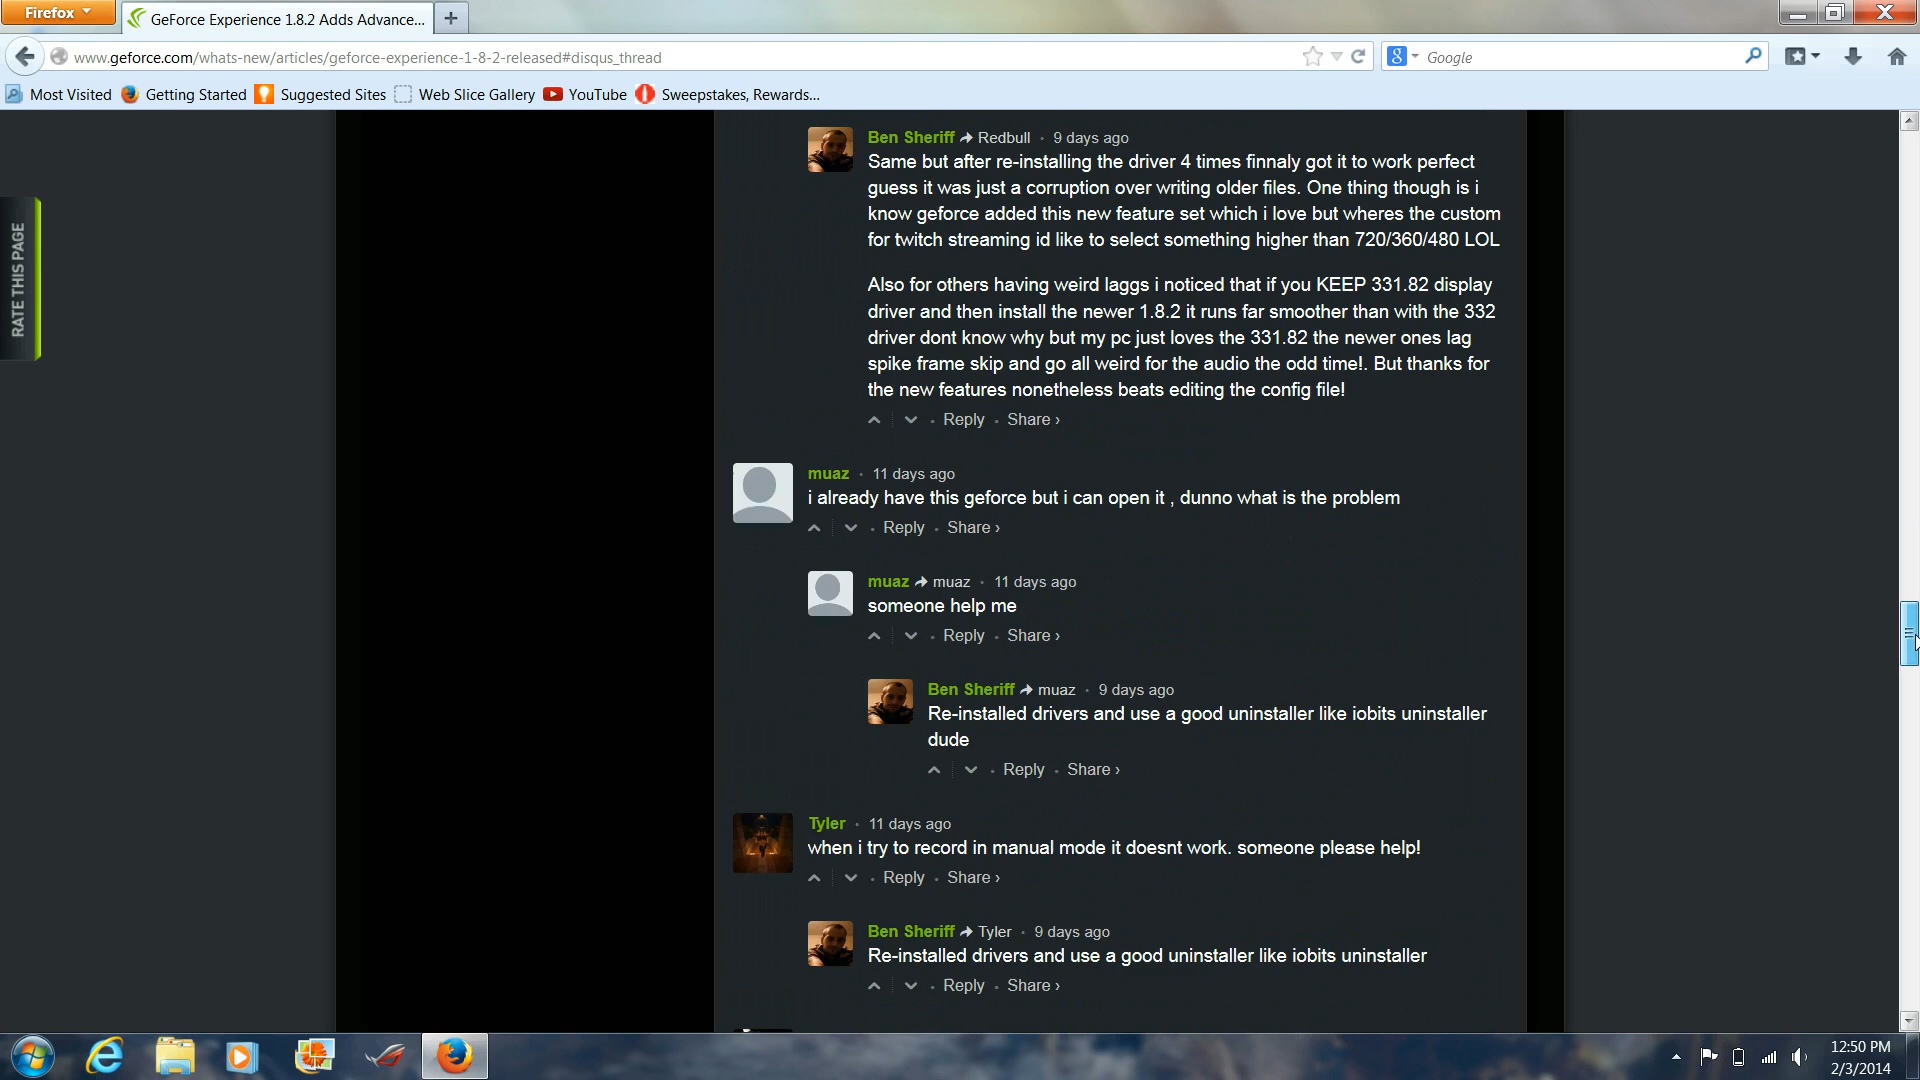 Firefox
GeForce Experience 1.8.2 Adds Advance...
www.geforce.com/whats-new/articles/geforce-experience-1-8-2-released#disqus_thread
Google
Most Visited Getting Started Suggested Sites Web Slice Gallery YouTube Sweepstakes, Rewards...
RATE THIS PAGE
Ben Sheriff Redbull · 9 days ago
Same but after re-installing the driver 4 times finnaly got it to work perfect
guess it was just a corruption over writing older files. One thing though is i
know geforce added this new feature set which i love but wheres the custom
for twitch streaming id like to select something higher than 720/360/480 LOL
Also for others having weird laggs i noticed that if you KEEP 331.82 display
driver and then install the newer 1.8.2 it runs far smoother than with the 332
driver dont know why but my pc just loves the 331.82 the newer ones lag
spike frame skip and go all weird for the audio the odd time!. But thanks for
the new features nonetheless beats editing the config file!
Reply · Share ›
muaz · 11 days ago
i already have this geforce but i can open it , dunno what is the problem
Reply · Share ›
muaz muaz · 11 days ago
someone help me
Reply · Share ›
Ben Sheriff muaz · 9 days ago
Re-installed drivers and use a good uninstaller like iobits uninstaller
dude
Reply · Share ›
Tyler · 11 days ago
when i try to record in manual mode it doesnt work. someone please help!
Reply · Share ›
Ben Sheriff Tyler · 9 days ago
Re-installed drivers and use a good uninstaller like iobits uninstaller
Reply · Share ›
12:50 PM
2/3/2014